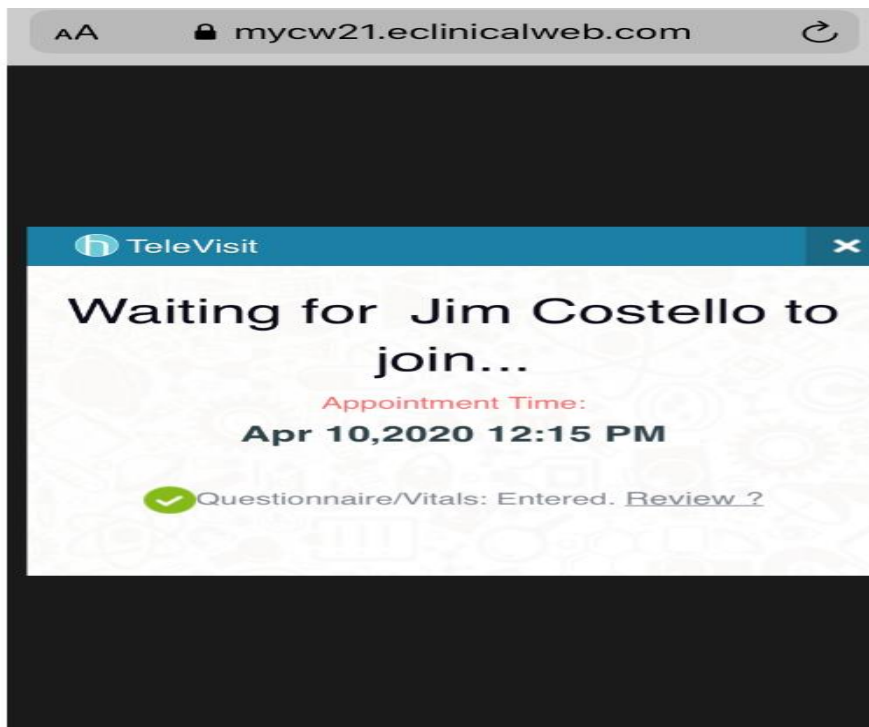 AA mycw21.eclinicalweb.com
TeleVisit
Waiting for Jim Costello to
join...
Appointment Time:
Apr 10,2020 12:15 PM
Questionnaire/Vitals: Entered. Review ?